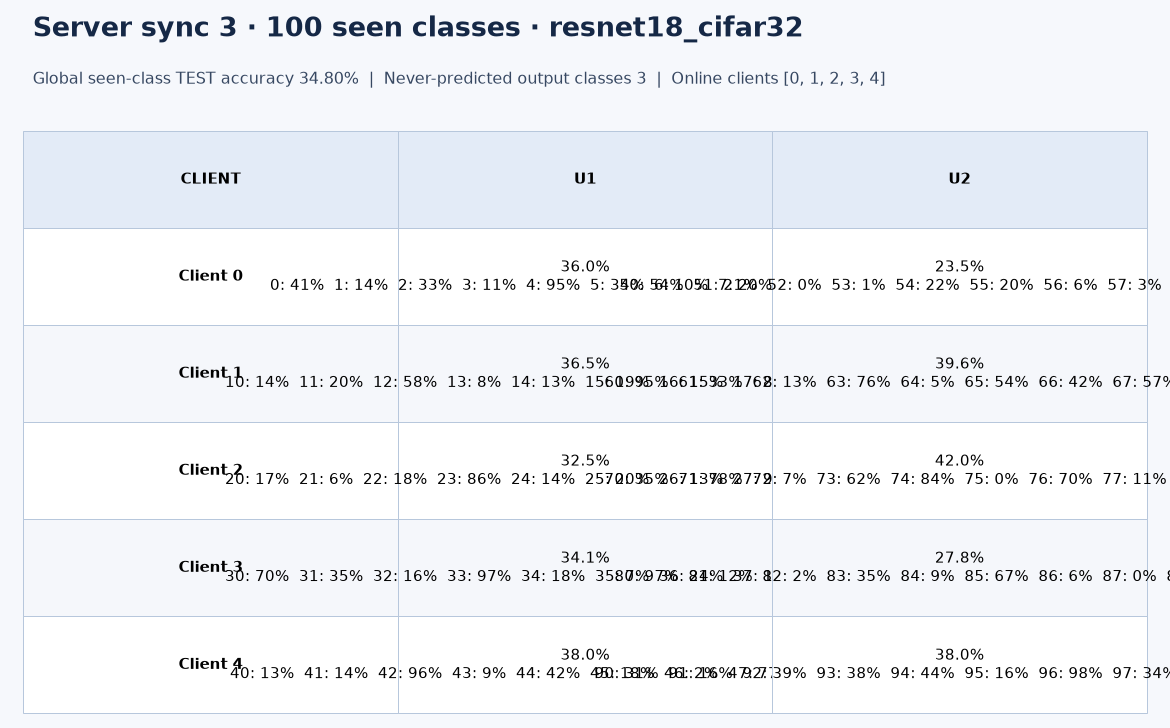 Server sync 3 · 100 seen classes · resnet18_cifar32
Global seen-class TEST accuracy 34.80% | Never-predicted output classes 3 | Online clients [0, 1, 2, 3, 4]
CLIENT U1 U2
36.0% 23.5%
Client 0
0: 41% 1: 14% 2: 33% 3: 11% 4: 95% 52: 0% 53: 1% 54: 22% 55: 20% 56: 6% 57: 3%
36.5% 39.6%
Client 1
10: 14% 11: 20% 12: 58% 13: 8% 14: 13% 13% 63: 76% 64: 5% 65: 54% 66: 42% 67: 57%
32.5% 42.0%
Client 2
20: 17% 21: 6% 22: 18% 23: 86% 24: 14% 7% 73: 62% 74: 84% 75: 0% 76: 70% 77: 11%
34.1% 27.8%
Client 3
30: 70% 31: 35% 32: 16% 33: 97% 34: 18% 2% 83: 35% 84: 9% 85: 67% 86: 6% 87: 0%
38.0% 38.0%
Client 4
40: 13% 41: 14% 42: 96% 43: 9% 44: 42% 39% 93: 38% 94: 44% 95: 16% 96: 98% 97: 34%